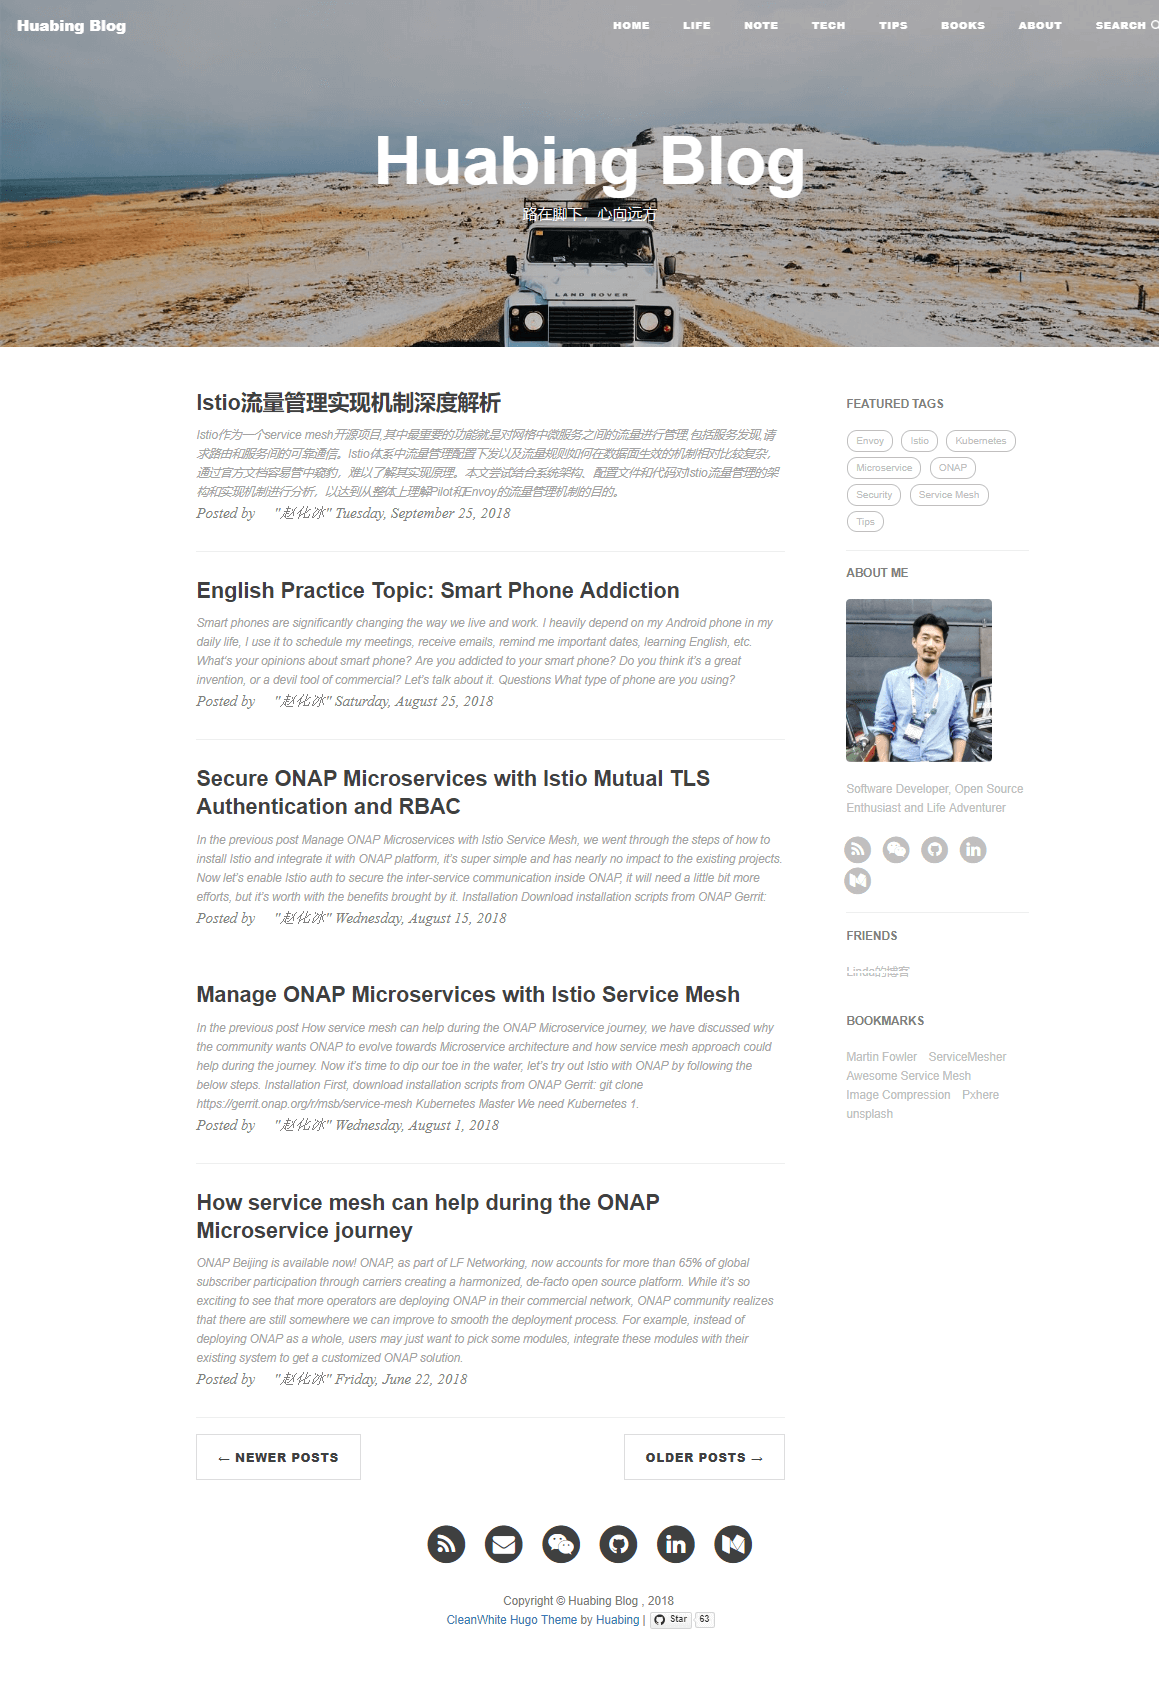 Huabing Blog
HOME LIFE NOTE TECH TIPS BOOKS ABOUT SEARCH
Huabing Blog
路在脚下，心向远方
LAND ROVER
Istio流量管理实现机制深度解析
Istio作为一个service mesh开源项目,其中最重要的功能就是对网格中微服务之间的流量进行管理,包括服务发现,请
求路由和服务间的可靠通信。Istio体系中流量管理配置下发以及流量规则如何在数据面生效的机制相对比较复杂，
通过官方文档容易管中窥豹，难以了解其实现原理。本文尝试结合系统架构、配置文件和代码对Istio流量管理的架
构和实现机制进行分析，以达到从整体上理解Pilot和Envoy的流量管理机制的目的。
Posted by "赵化冰" Tuesday, September 25, 2018
English Practice Topic: Smart Phone Addiction
Smart phones are significantly changing the way we live and work. I heavily depend on my Android phone in my
daily life, I use it to schedule my meetings, receive emails, remind me important dates, learning English, etc.
What's your opinions about smart phone? Are you addicted to your smart phone? Do you think it's a great
invention, or a devil tool of commercial? Let's talk about it. Questions What type of phone are you using?
Posted by "赵化冰" Saturday, August 25, 2018
Secure ONAP Microservices with Istio Mutual TLS
Authentication and RBAC
In the previous post Manage ONAP Microservices with Istio Service Mesh, we went through the steps of how to
install Istio and integrate it with ONAP platform, it's super simple and has nearly no impact to the existing projects.
Now let's enable Istio auth to secure the inter-service communication inside ONAP, it will need a little bit more
efforts, but it's worth with the benefits brought by it. Installation Download installation scripts from ONAP Gerrit:
Posted by "赵化冰" Wednesday, August 15, 2018
Manage ONAP Microservices with Istio Service Mesh
In the previous post How service mesh can help during the ONAP Microservice journey, we have discussed why
the community wants ONAP to evolve towards Microservice architecture and how service mesh approach could
help during the journey. Now it's time to dip our toe in the water, let's try out Istio with ONAP by following the
below steps. Installation First, download installation scripts from ONAP Gerrit: git clone
https://gerrit.onap.org/r/msb/service-mesh Kubernetes Master We need Kubernetes 1.
Posted by "赵化冰" Wednesday, August 1, 2018
How service mesh can help during the ONAP
Microservice journey
ONAP Beijing is available now! ONAP, as part of LF Networking, now accounts for more than 65% of global
subscriber participation through carriers creating a harmonized, de-facto open source platform. While it's so
exciting to see that more operators are deploying ONAP in their commercial network, ONAP community realizes
that there are still somewhere we can improve to smooth the deployment process. For example, instead of
deploying ONAP as a whole, users may just want to pick some modules, integrate these modules with their
existing system to get a customized ONAP solution.
Posted by "赵化冰" Friday, June 22, 2018
← NEWER POSTS
OLDER POSTS →
FEATURED TAGS
Envoy Istio Kubernetes
Microservice ONAP
Security Service Mesh
Tips
ABOUT ME
Software Developer, Open Source
Enthusiast and Life Adventurer
FRIENDS
Linda的博客
BOOKMARKS
Martin Fowler ServiceMesher
Awesome Service Mesh
Image Compression Pxhere
unsplash
Copyright © Huabing Blog , 2018
CleanWhite Hugo Theme by Huabing | Star 63